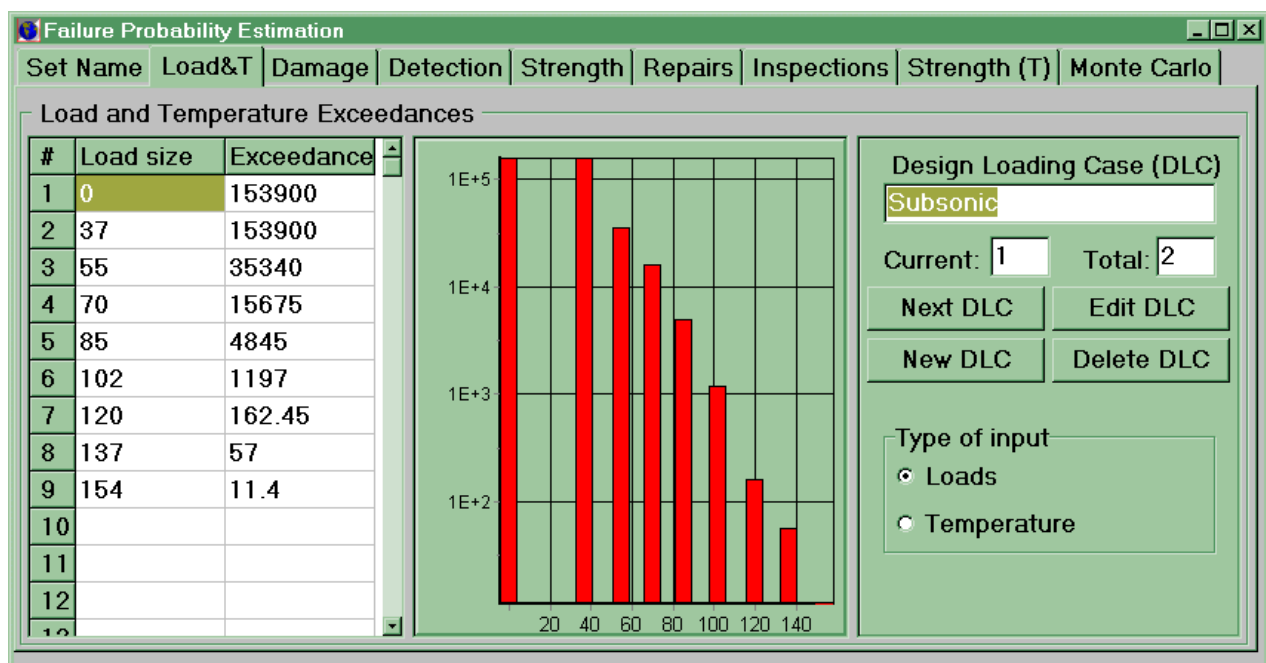 Failure Probability Estimation
Set Name Load&T Damage Detection Strength Repairs Inspections Strength (T) Monte Carlo
Load and Temperature Exceedances
# Load size Exceedance
1 0 153900
2 37 153900
3 55 35340
4 70 15675
5 85 4845
6 102 1197
7 120 162.45
8 137 57
9 154 11.4
10
11
12
13
1E+5
1E+4
1E+3
1E+2
20 40 60 80 100 120 140
Design Loading Case (DLC)
Subsonic
Current: 1 Total: 2
Next DLC Edit DLC
New DLC Delete DLC
Type of input
Loads
Temperature